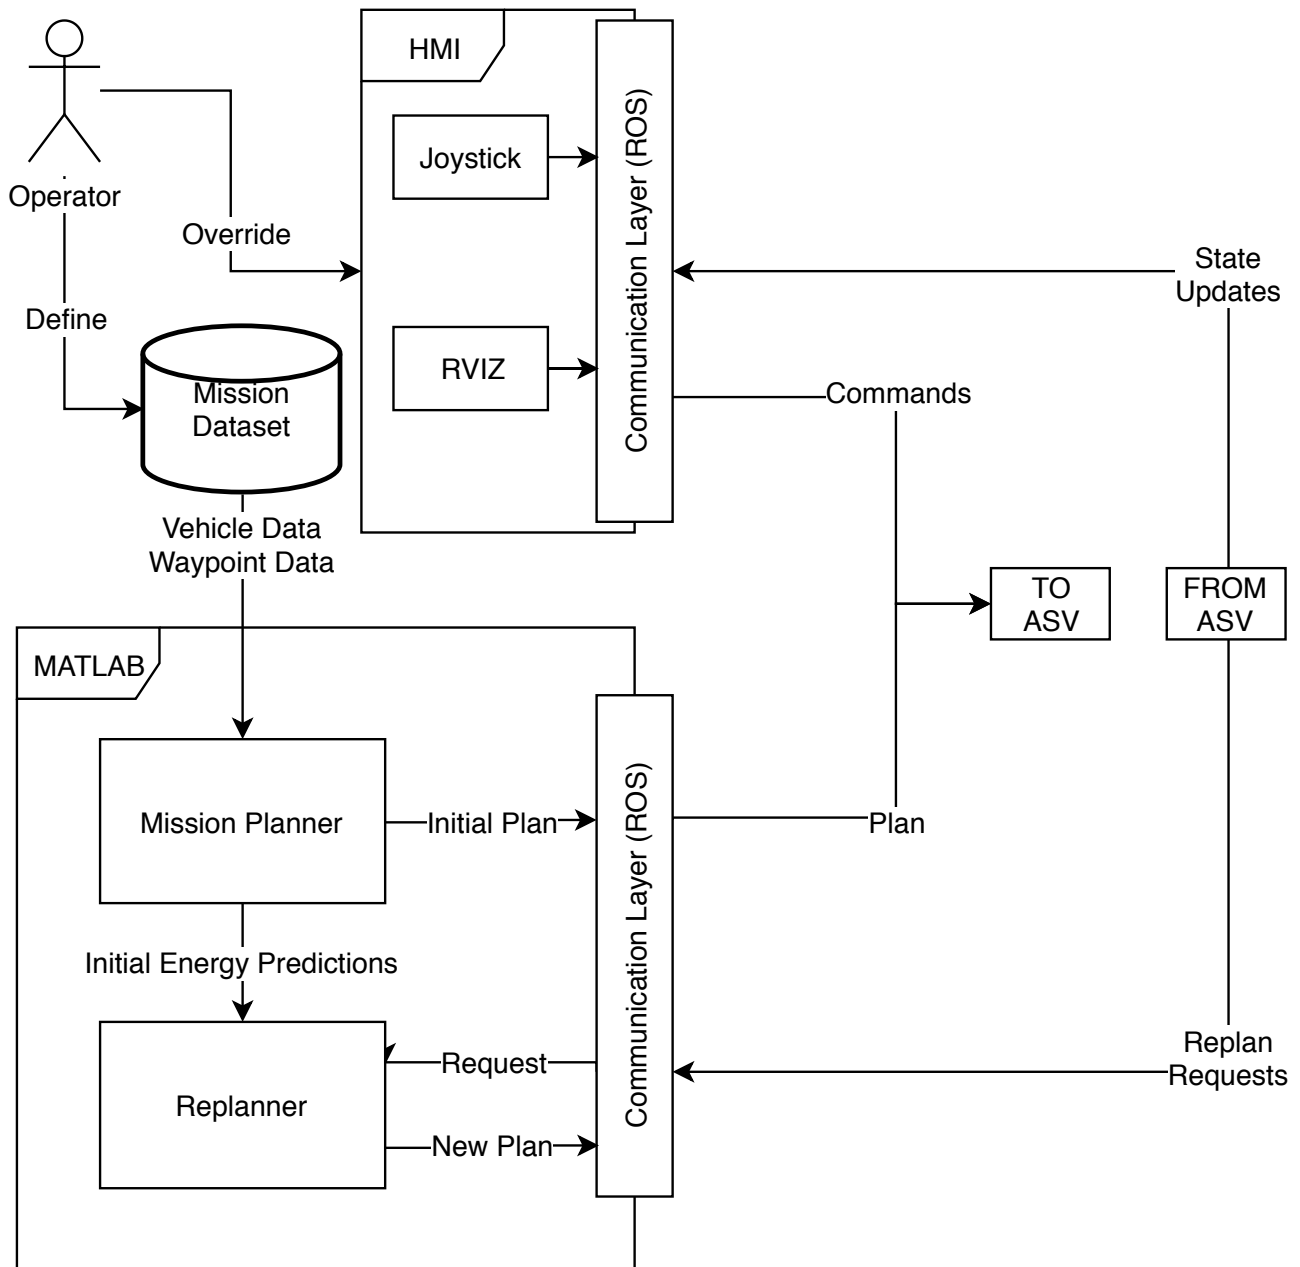 HMI
Joystick
Communication Layer (ROS)
Operator
Override
State
Updates
Define
RVIZ
Mission
Dataset
Commands
Vehicle Data
Waypoint Data
TO
ASV
FROM
ASV
MATLAB
Mission Planner
Initial Plan
Communication Layer (ROS)
Plan
Initial Energy Predictions
Replanner
Request
New Plan
Replan
Requests